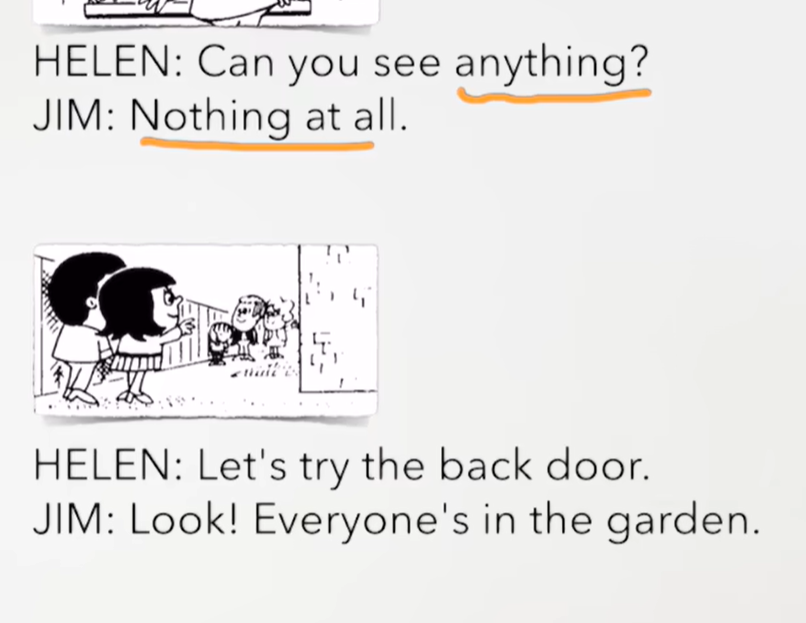 HELEN: Can you see anything?
JIM: Nothing at all.
HELEN: Let's try the back door.
JIM: Look! Everyone's in the garden.